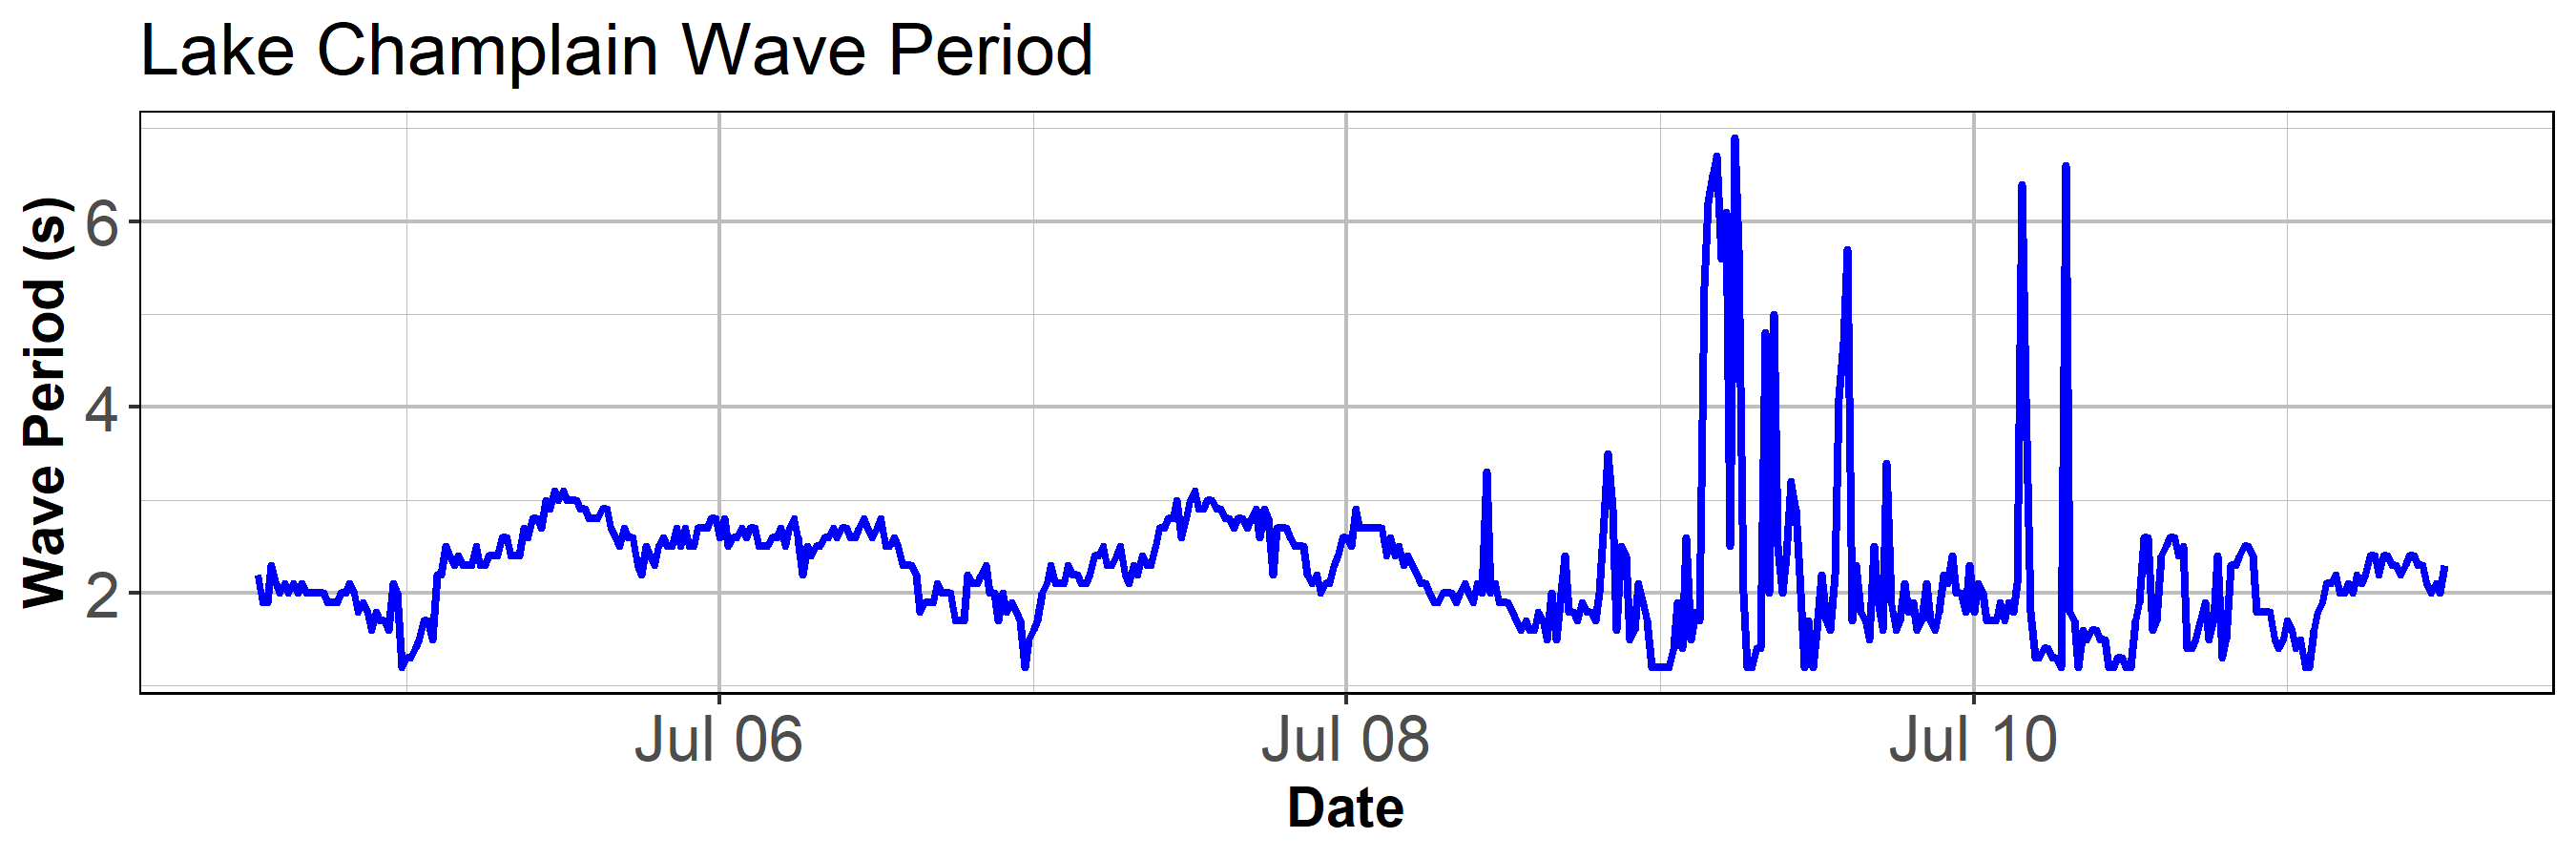 Lake Champlain Wave Period
Wave Period (s)
6
4
2
Jul 06 Jul 08 Jul 10
Date